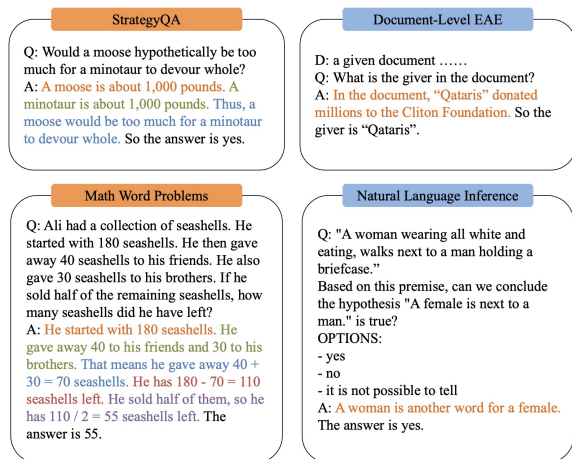 StrategyQA
Q: Would a moose hypothetically be too
much for a minotaur to devour whole?
A: A moose is about 1,000 pounds. A
minotaur is about 1,000 pounds. Thus, a
moose would be too much for a minotaur
to devour whole. So the answer is yes.
Document-Level EAE
D: a given document ……
Q: What is the giver in the document?
A: In the document, “Qataris” donated
millions to the Cliton Foundation. So the
giver is “Qataris”.
Math Word Problems
Q: Ali had a collection of seashells. He
started with 180 seashells. He then gave
away 40 seashells to his friends. He also
gave 30 seashells to his brothers. If he
sold half of the remaining seashells, how
many seashells did he have left?
A: He started with 180 seashells. He
gave away 40 to his friends and 30 to his
brothers. That means he gave away 40 +
30 = 70 seashells. He has 180 - 70 = 110
seashells left. He sold half of them, so he
has 110 / 2 = 55 seashells left. The
answer is 55.
Natural Language Inference
Q: "A woman wearing all white and
eating, walks next to a man holding a
briefcase.”
Based on this premise, can we conclude
the hypothesis "A female is next to a
man." is true?
OPTIONS:
- yes
- no
- it is not possible to tell
A: A woman is another word for a female.
The answer is yes.